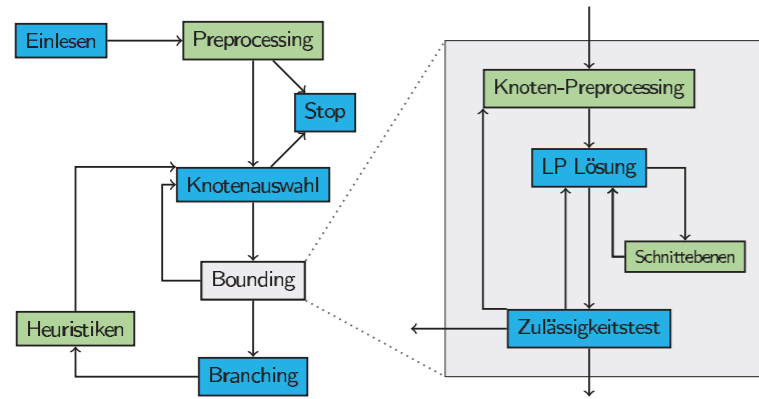 Einlesen
Preprocessing
Stop
Knotenauswahl
Bounding
Heuristiken
Branching
Knoten-Preprocessing
LP Lösung
Schnittebenen
Zulässigkeitstest